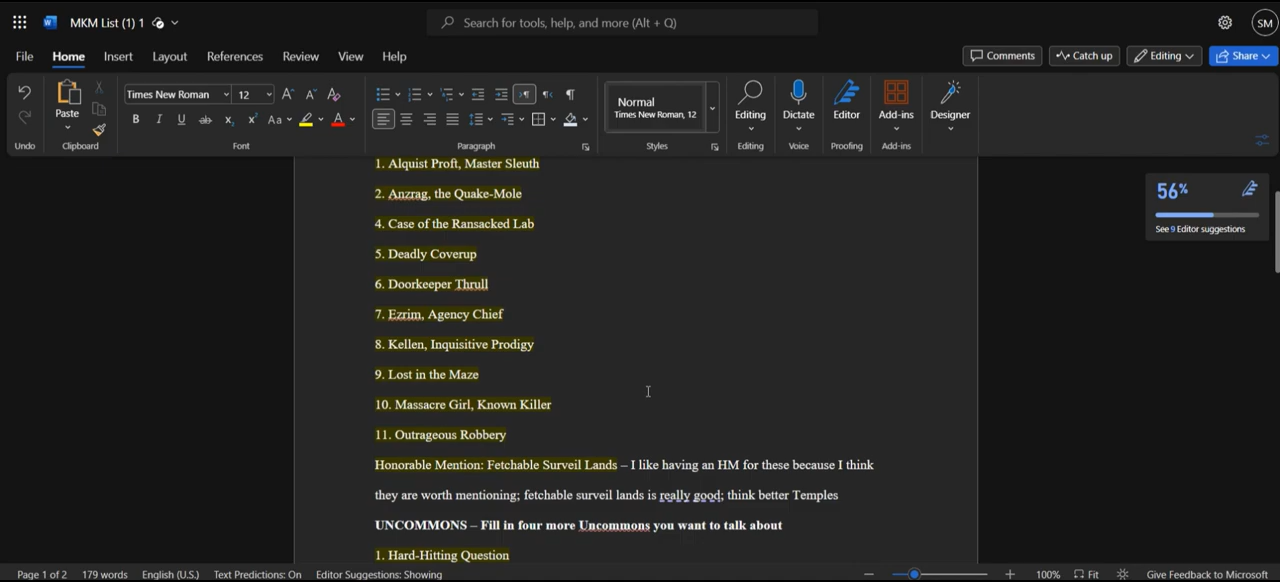 MKM List (1) 1
Search for tools, help, and more (Alt + Q)
SM
File Home Insert Layout References Review View Help
Comments Catch up Editing Share
Times New Roman 12
Paste
Normal
Times New Roman, 12
Editing Dictate Editor Add-ins Designer
Undo Clipboard Font Paragraph Styles Editing Voice Proofing Add-ins
1. Alquist Proft, Master Sleuth
2. Anzrag, the Quake-Mole
4. Case of the Ransacked Lab
5. Deadly Coverup
6. Doorkeeper Thrull
7. Ezrim, Agency Chief
8. Kellen, Inquisitive Prodigy
9. Lost in the Maze
10. Massacre Girl, Known Killer
11. Outrageous Robbery
Honorable Mention: Fetchable Surveil Lands – I like having an HM for these because I think
they are worth mentioning; fetchable surveil lands is really good; think better Temples
UNCOMMONS – Fill in four more Uncommons you want to talk about
1. Hard-Hitting Question
56%
See 9 Editor suggestions
Page 1 of 2 179 words English (U.S.) Text Predictions: On Editor Suggestions: Showing 100% Fit Give Feedback to Microsoft